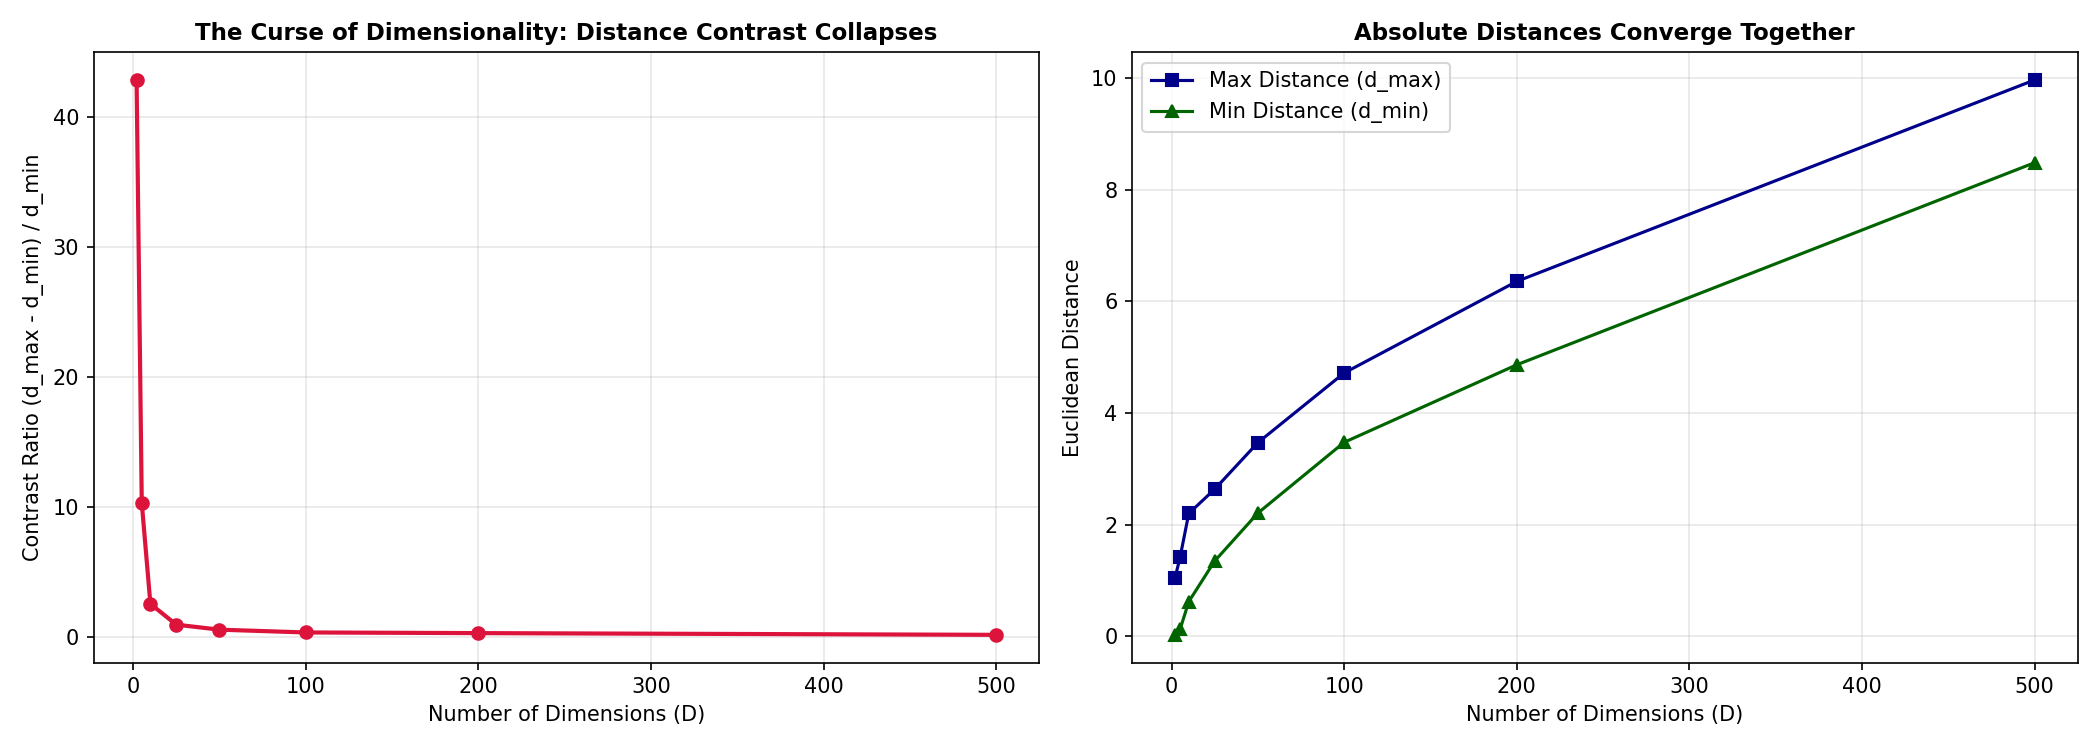 The Curse of Dimensionality: Distance Contrast Collapses
Contrast Ratio (d_max - d_min) / d_min
40
30
20
10
0
0 100 200 300 400 500
Number of Dimensions (D)
Absolute Distances Converge Together
Max Distance (d_max)
Min Distance (d_min)
Euclidean Distance
10
8
6
4
2
0
0 100 200 300 400 500
Number of Dimensions (D)